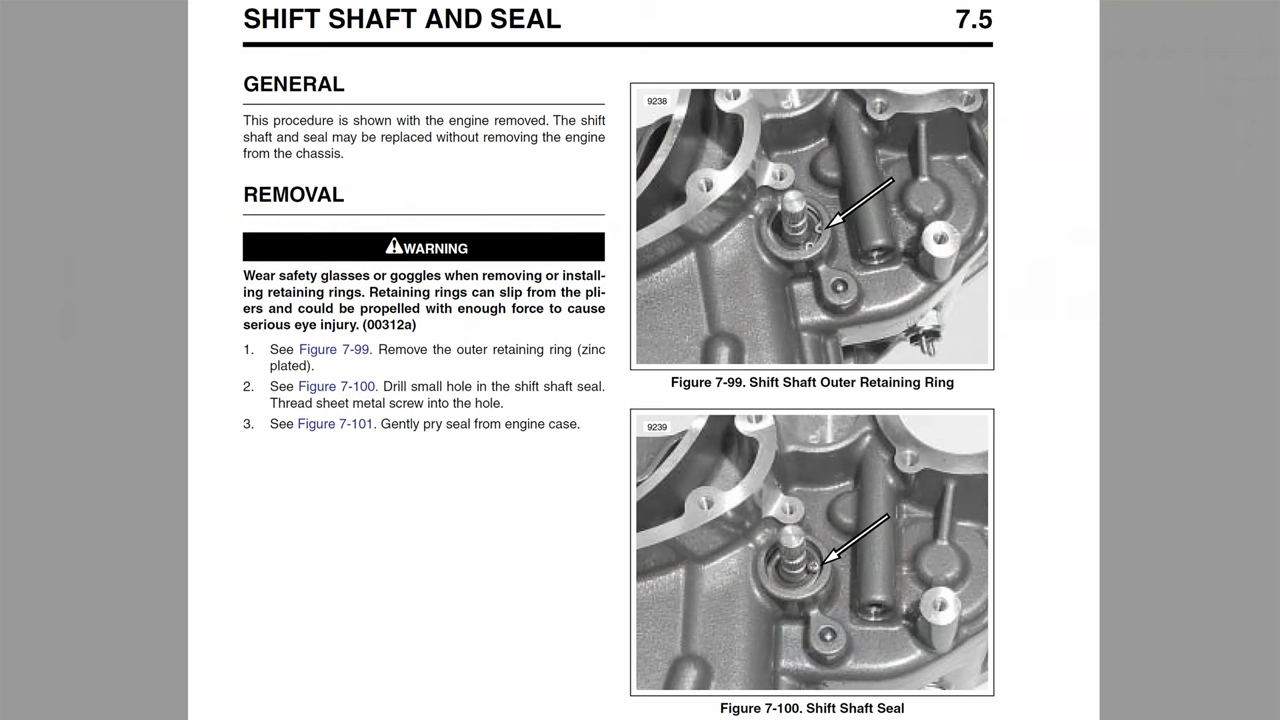 SHIFT SHAFT AND SEAL 7.5
GENERAL
This procedure is shown with the engine removed. The shift
shaft and seal may be replaced without removing the engine
from the chassis.
REMOVAL
WARNING
Wear safety glasses or goggles when removing or install-
ing retaining rings. Retaining rings can slip from the pli-
ers and could be propelled with enough force to cause
serious eye injury. (00312a)
1. See Figure 7-99. Remove the outer retaining ring (zinc
plated).
2. See Figure 7-100. Drill small hole in the shift shaft seal.
Thread sheet metal screw into the hole.
3. See Figure 7-101. Gently pry seal from engine case.
9238
Figure 7-99. Shift Shaft Outer Retaining Ring
9239
Figure 7-100. Shift Shaft Seal